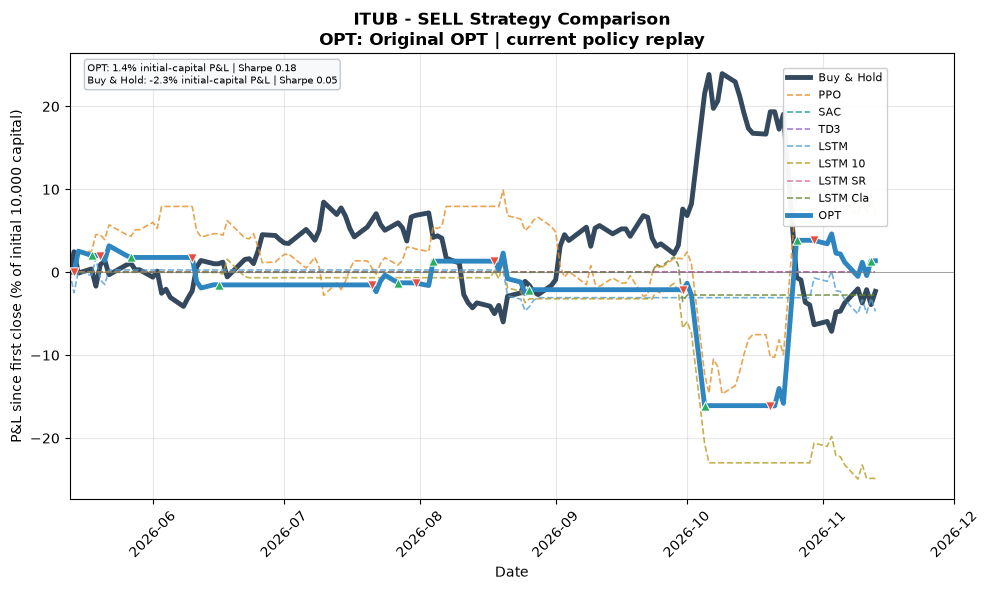 ITUB - SELL Strategy Comparison
OPT: Original OPT | current policy replay
OPT: 1.4% initial-capital P&L | Sharpe 0.18
Buy & Hold: -2.3% initial-capital P&L | Sharpe 0.05
Buy & Hold
PPO
SAC
TD3
LSTM
LSTM 10
LSTM SR
LSTM Cla
OPT
P&L since first close (% of initial 10,000 capital)
20
10
0
−10
−20
2026-06
2026-07
2026-08
2026-09
2026-10
2026-11
2026-12
Date